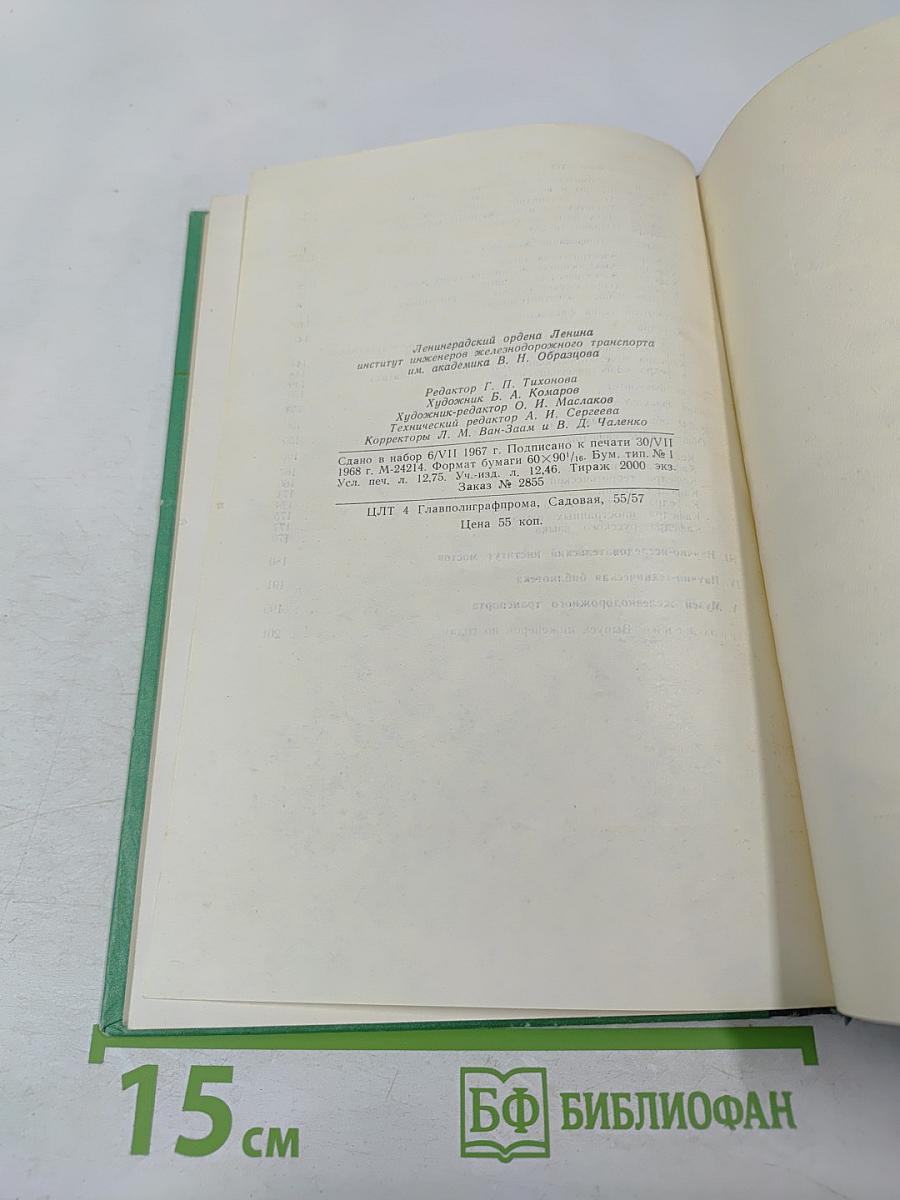 Ленинградский ордена Ленина
институт инженеров железнодорожного транспорта
им. академика В. Н. Образцова
Редактор Г. П. Тихонова
Художник Б. А. Комаров
Художник-редактор О. И. Маслаков
Технический редактор А. И. Сергеева
Корректоры Л. М. Ван-Заам и В. Д. Чаленко
Сдано в набор 6/VII 1967 г. Подписано к печати 30/VII
1968 г. М-24214. Формат бумаги 60×90¹/₁₆. Бум. тип. № 1
Усл. печ. л. 12,75. Уч.-изд. л. 12,46. Тираж 2000 экз.
Заказ № 2855
ЦЛТ 4 Главполиграфпрома, Садовая, 55/57
Цена 55 коп.
15 см
БФ БИБЛИОФАН